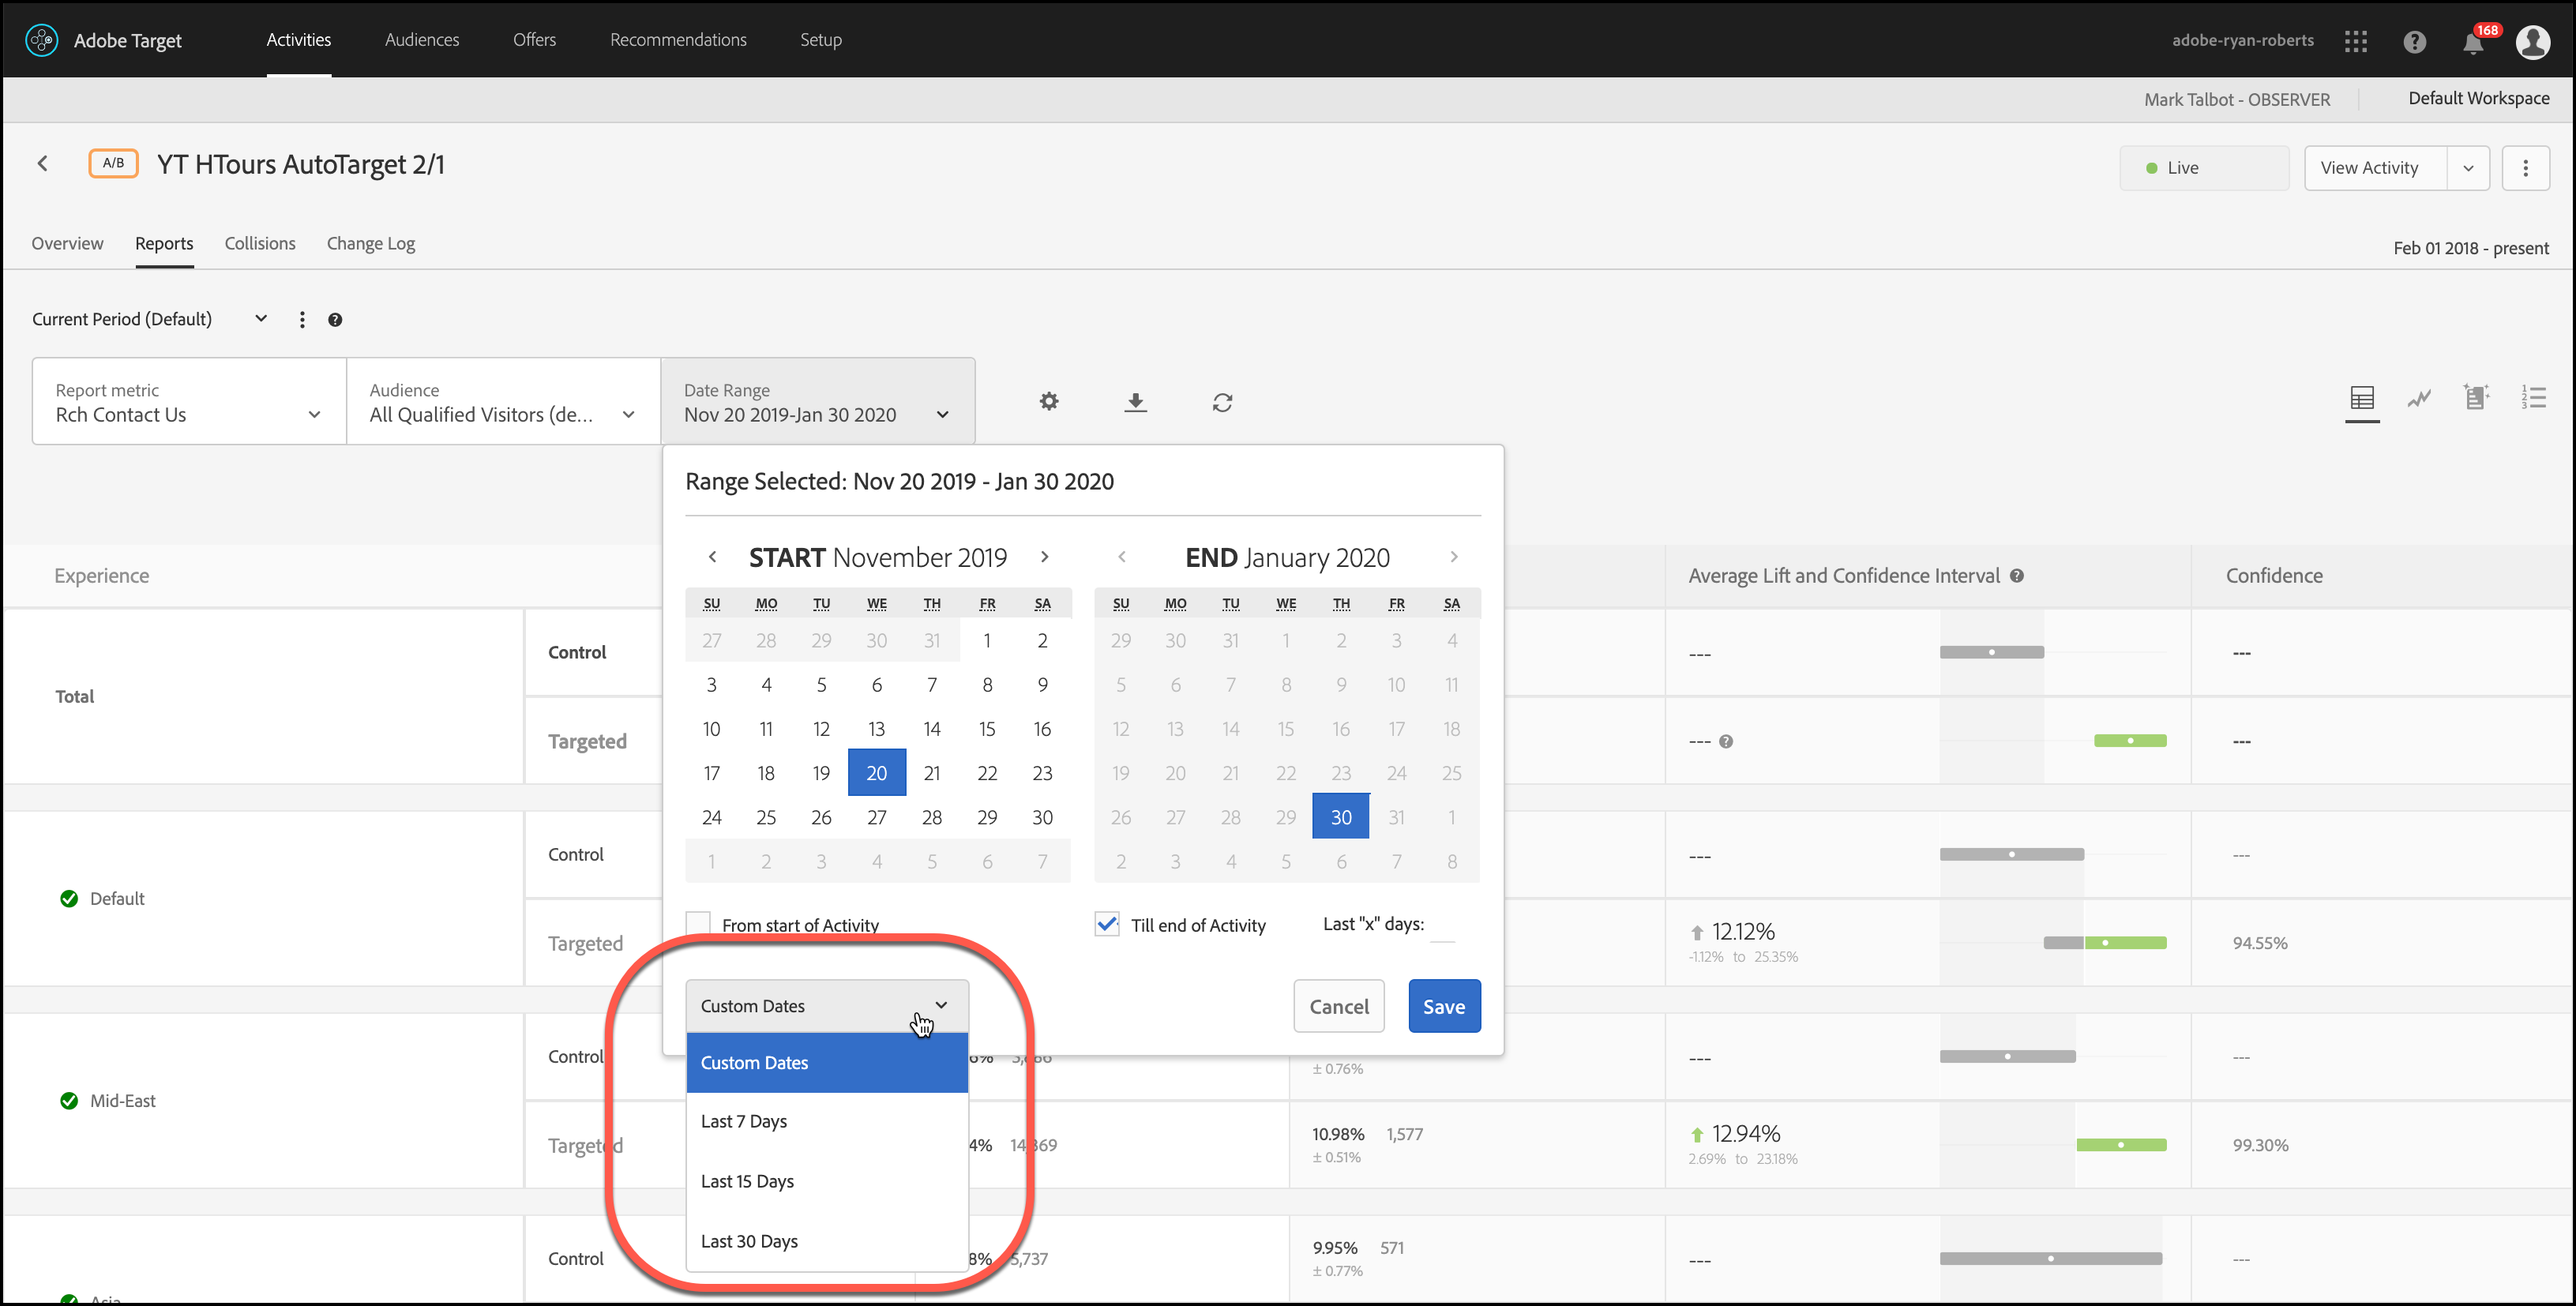 Adobe Target Activities Audiences Offers Recommendations Setup adobe-ryan-roberts 168
Mark Talbot - OBSERVER Default Workspace
A/B YT HTours AutoTarget 2/1 Live View Activity
Overview Reports Collisions Change Log Feb 01 2018 - present
Current Period (Default)
Report metric Audience Date Range
Rch Contact Us All Qualified Visitors (de... Nov 20 2019-Jan 30 2020
Range Selected: Nov 20 2019 - Jan 30 2020
START November 2019 END January 2020
Experience Average Lift and Confidence Interval Confidence
SU MO TU WE TH FR SA SU MO TU WE TH FR SA
27 28 29 30 31 1 2 29 30 31 1 2 3 4
Control --- ---
3 4 5 6 7 8 9 5 6 7 8 9 10 11
Total
10 11 12 13 14 15 16 12 13 14 15 16 17 18
Targeted --- ---
17 18 19 20 21 22 23 19 20 21 22 23 24 25
24 25 26 27 28 29 30 26 27 28 29 30 31 1
1 2 3 4 5 6 7 2 3 4 5 6 7 8
Control --- ---
Default
From start of Activity Till end of Activity Last "x" days:
Targeted 12.12% 94.55%
-1.12% to 25.35%
Custom Dates Cancel Save
Control --- ---
Custom Dates
± 0.76%
Mid-East
Last 7 Days
Targeted 4% 14,369 10.98% 1,577 12.94% 99.30%
± 0.51% 2.69% to 23.18%
Last 15 Days
Last 30 Days
Control 8% 5,737 9.95% 571 --- ---
± 0.77%